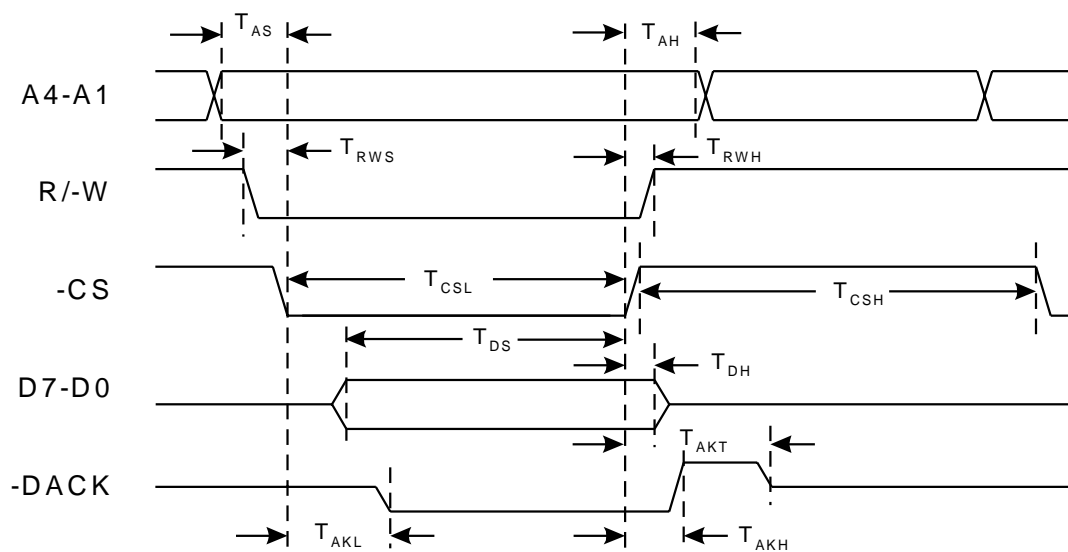 TAS
TAH
A4-A1
TRWS
TRWH
R/-W
TCSL
TCSH
-CS
TDS
TDH
D7-D0
TAKT
-DACK
TAKL
TAKH